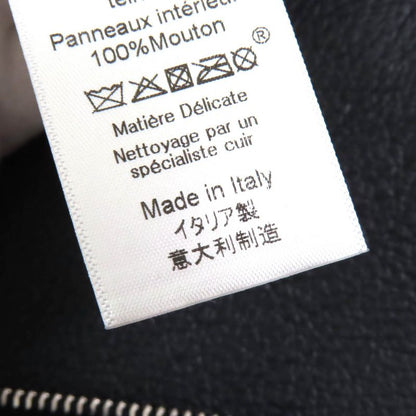 Panneaux intérieur
100%Mouton
®
Matière Délicate
Nettoyage par un
spécialiste cuir
Made in Italy
イタリア製
意大利制造